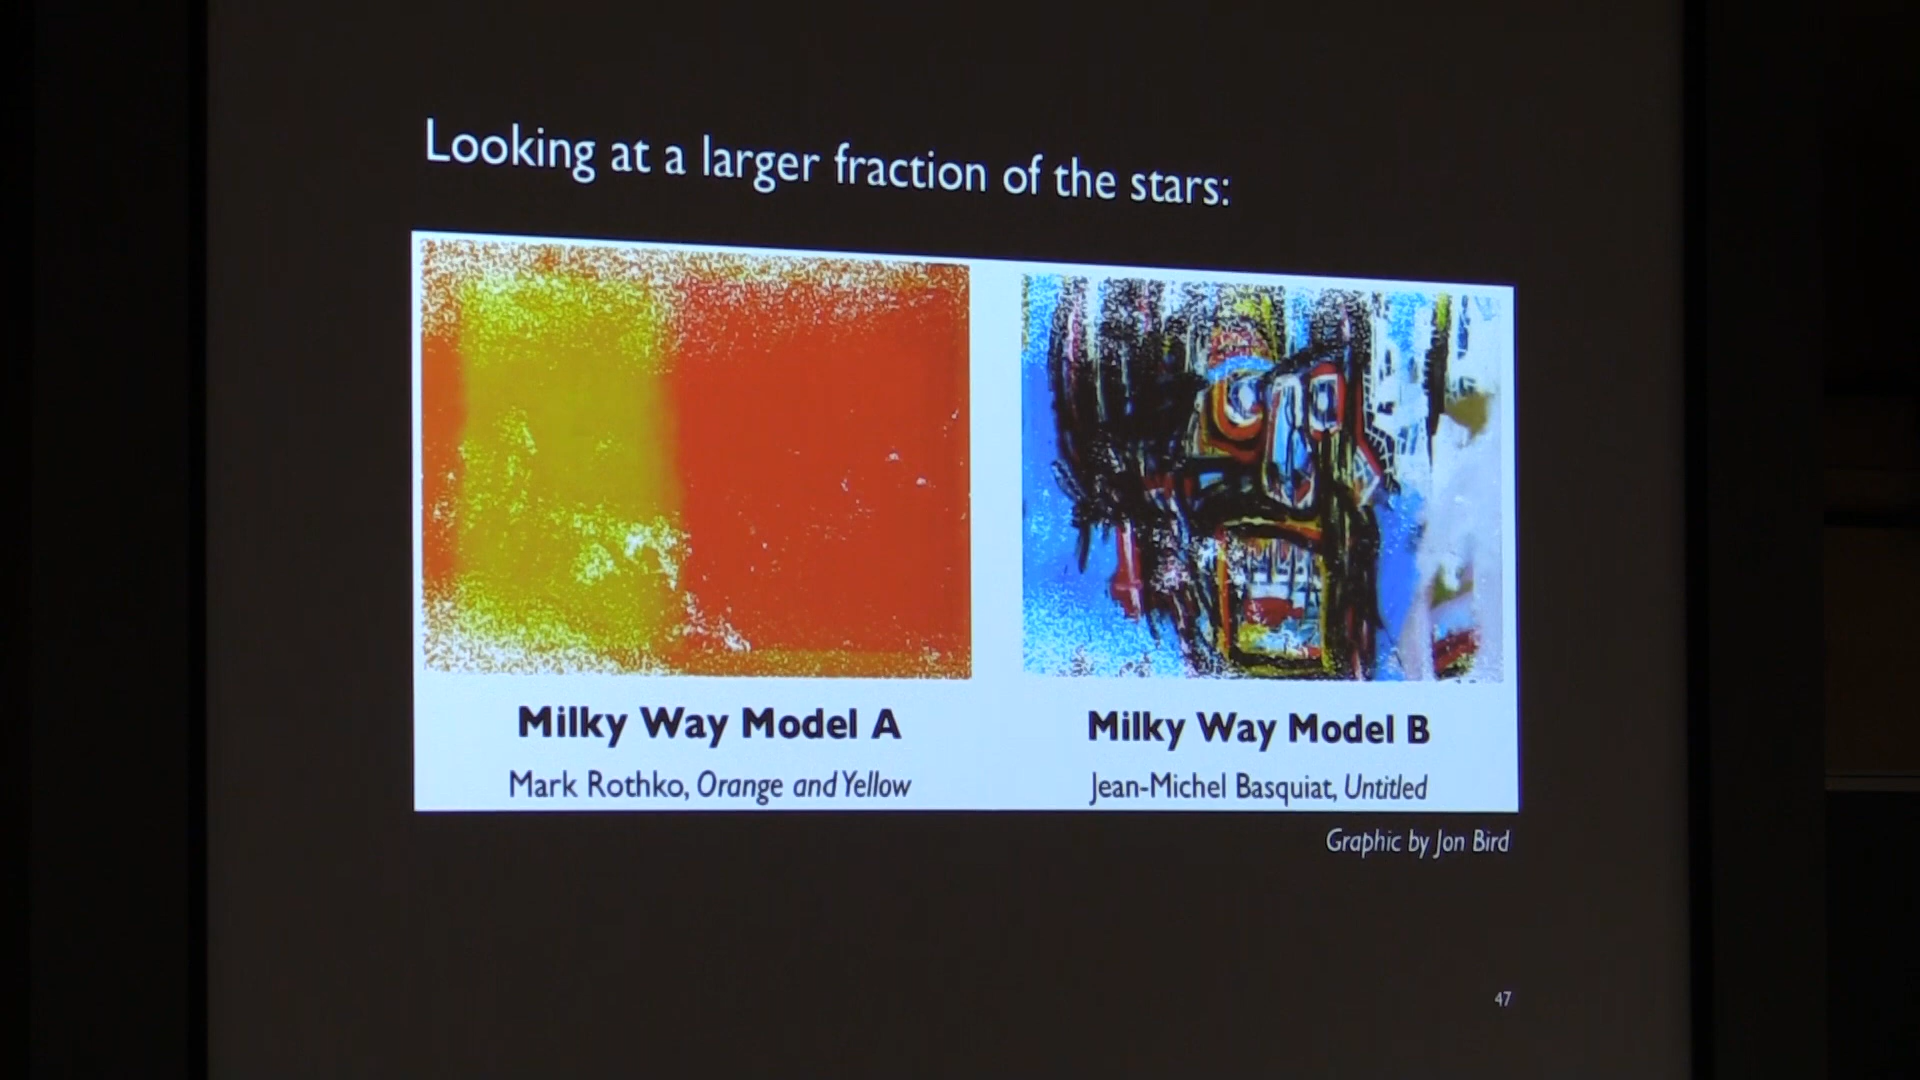 Looking at a larger fraction of the stars:
Milky Way Model A
Mark Rothko, Orange and Yellow
Milky Way Model B
Jean-Michel Basquiat, Untitled
Graphic by Jon Bird
47